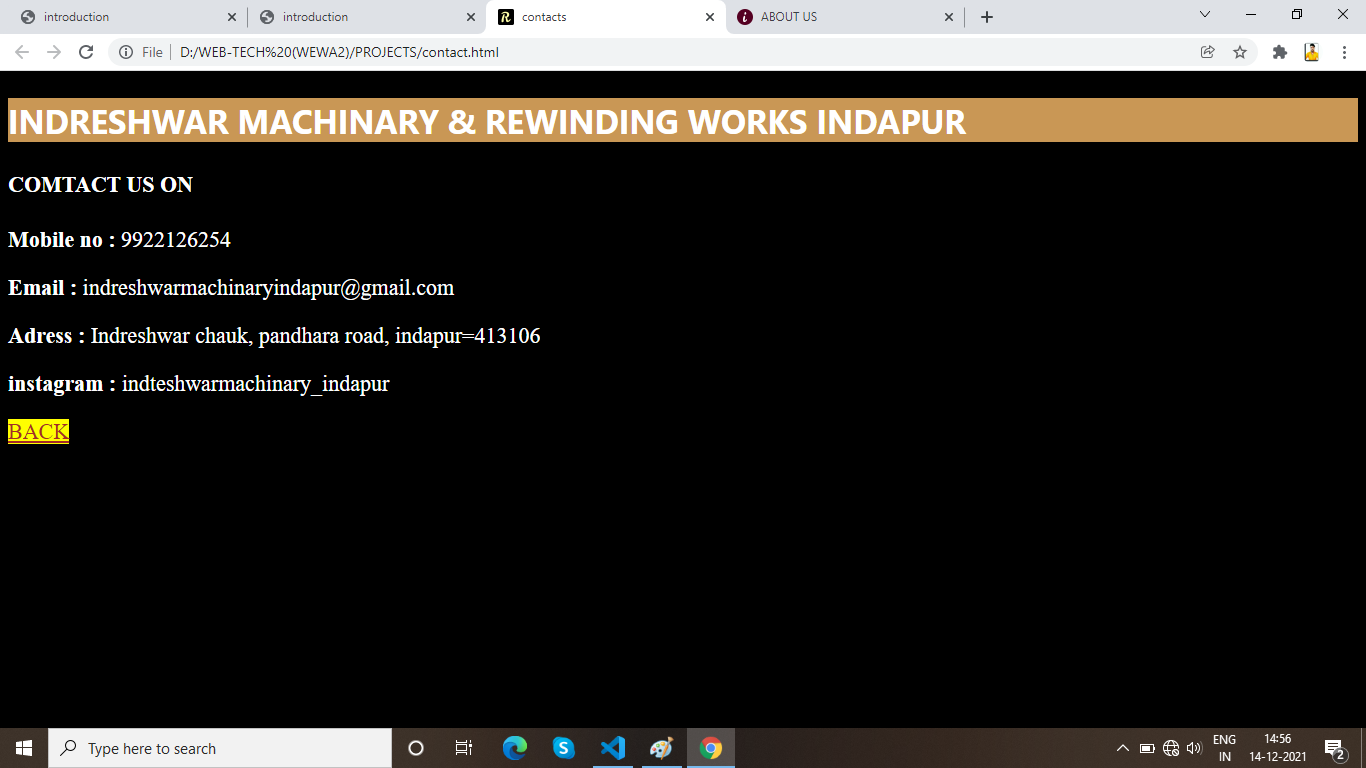 introduction
introduction
contacts
ABOUT US
File
D:/WEB-TECH%20(WEWA2)/PROJECTS/contact.html
INDRESHWAR MACHINARY & REWINDING WORKS INDAPUR
COMTACT US ON
Mobile no : 9922126254
Email : indreshwarmachinaryindapur@gmail.com
Adress : Indreshwar chauk, pandhara road, indapur=413106
instagram : indteshwarmachinary_indapur
BACK
Type here to search
ENG
IN
14:56
14-12-2021
2